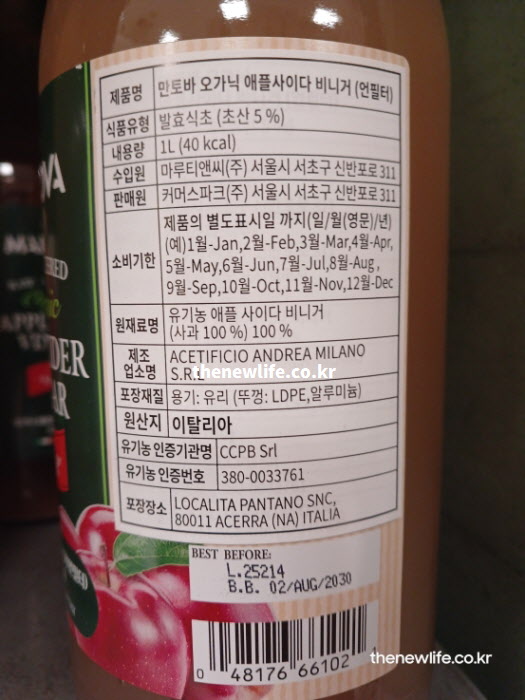 제품명 만토바 오가닉 애플사이다 비니거 (언필터)
식품유형 발효식초 (초산 5 %)
내용량 1L (40 kcal)
수입원 마루티앤씨(주) 서울시 서초구 신반포로 311
판매원 커머스파크(주) 서울시 서초구 신반포로 311
소비기한 제품의 별도표시일 까지(일/월(영문)/년)
(예)1월-Jan,2월-Feb,3월-Mar,4월-Apr,
5월-May,6월-Jun,7월-Jul,8월-Aug,
9월-Sep,10월-Oct,11월-Nov,12월-Dec
원재료명 유기농 애플 사이다 비니거
(사과 100 %) 100 %
제조
업소명 ACETIFICIO ANDREA MILANO
S.R.L
thenewlife.co.kr
포장재질 용기: 유리 (뚜껑: LDPE,알루미늄)
원산지 이탈리아
유기농 인증기관명 CCPB Srl
유기농 인증번호 380-0033761
포장장소 LOCALITA PANTANO SNC,
80011 ACERRA (NA) ITALIA
BEST BEFORE:
L.25214
B.B. 02/AUG/2030
0 48176 66102
thenewlife.co.kr